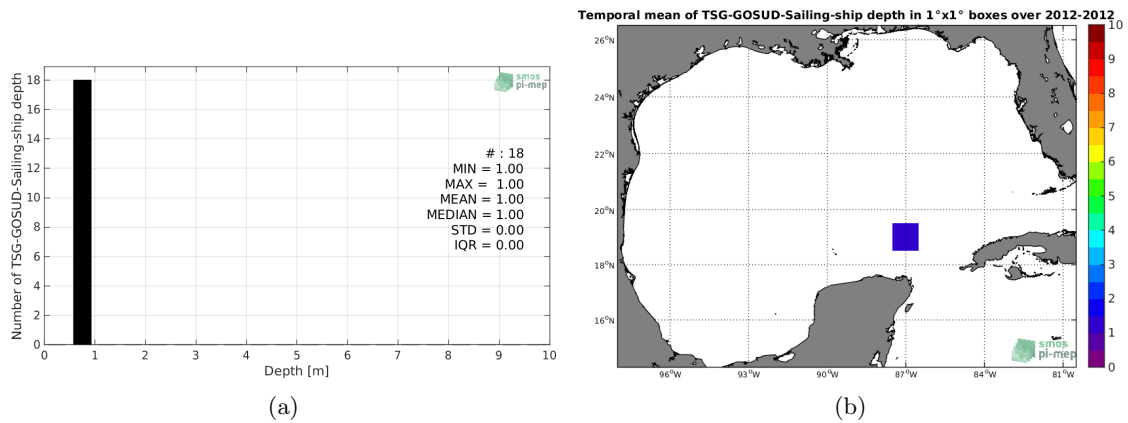 Number of TSG-GOSUD-Sailing-ship depth
18
16
14
12
10
8
6
4
2
0
0 1 2 3 4 5 6 7 8 9 10
Depth [m]
smos
pi-mep
# : 18
MIN = 1.00
MAX = 1.00
MEAN = 1.00
MEDIAN = 1.00
STD = 0.00
IQR = 0.00
(a)
Temporal mean of TSG-GOSUD-Sailing-ship depth in 1°x1° boxes over 2012-2012
26°N
24°N
22°N
20°N
18°N
16°N
96°W 93°W 90°W 87°W 84°W 81°W
smos
pi-mep
10
9
8
7
6
5
4
3
2
1
0
(b)